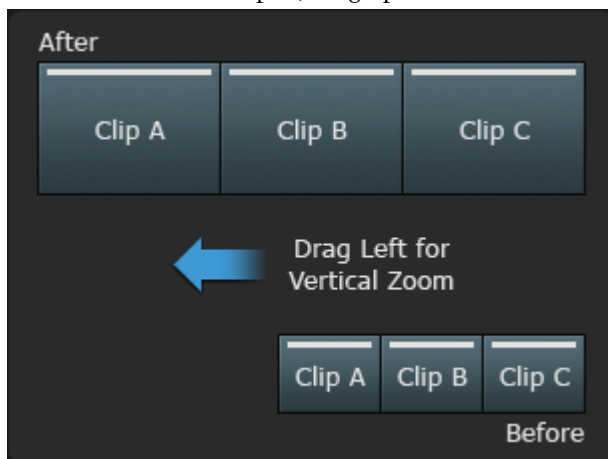 After
Clip A Clip B Clip C
Drag Left for
Vertical Zoom
Clip A Clip B Clip C
Before